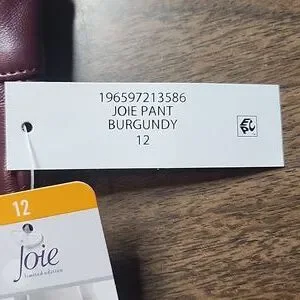 196597213586
JOIE PANT
BURGUNDY
12
12
Joie
limited edition